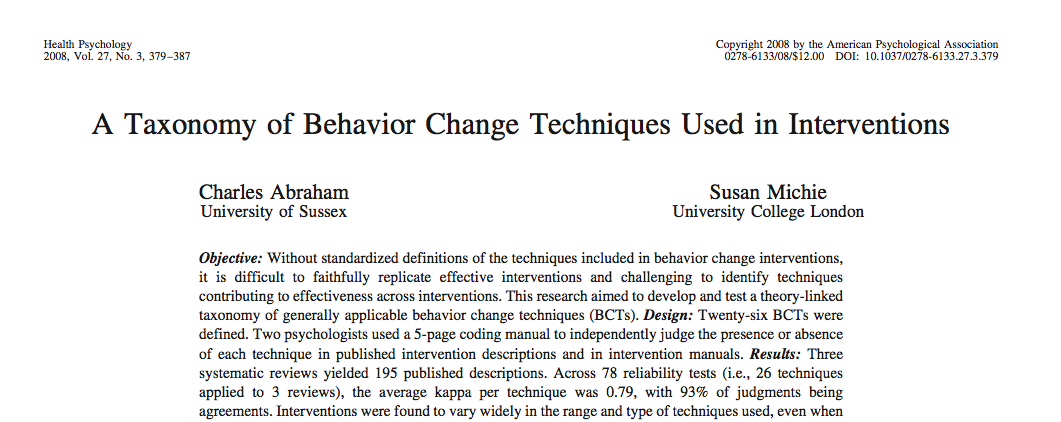 Health Psychology
2008, Vol. 27, No. 3, 379–387
Copyright 2008 by the American Psychological Association
0278-6133/08/$12.00 DOI: 10.1037/0278-6133.27.3.379
A Taxonomy of Behavior Change Techniques Used in Interventions
Charles Abraham
University of Sussex
Susan Michie
University College London
Objective: Without standardized definitions of the techniques included in behavior change interventions,
it is difficult to faithfully replicate effective interventions and challenging to identify techniques
contributing to effectiveness across interventions. This research aimed to develop and test a theory-linked
taxonomy of generally applicable behavior change techniques (BCTs). Design: Twenty-six BCTs were
defined. Two psychologists used a 5-page coding manual to independently judge the presence or absence
of each technique in published intervention descriptions and in intervention manuals. Results: Three
systematic reviews yielded 195 published descriptions. Across 78 reliability tests (i.e., 26 techniques
applied to 3 reviews), the average kappa per technique was 0.79, with 93% of judgments being
agreements. Interventions were found to vary widely in the range and type of techniques used, even when